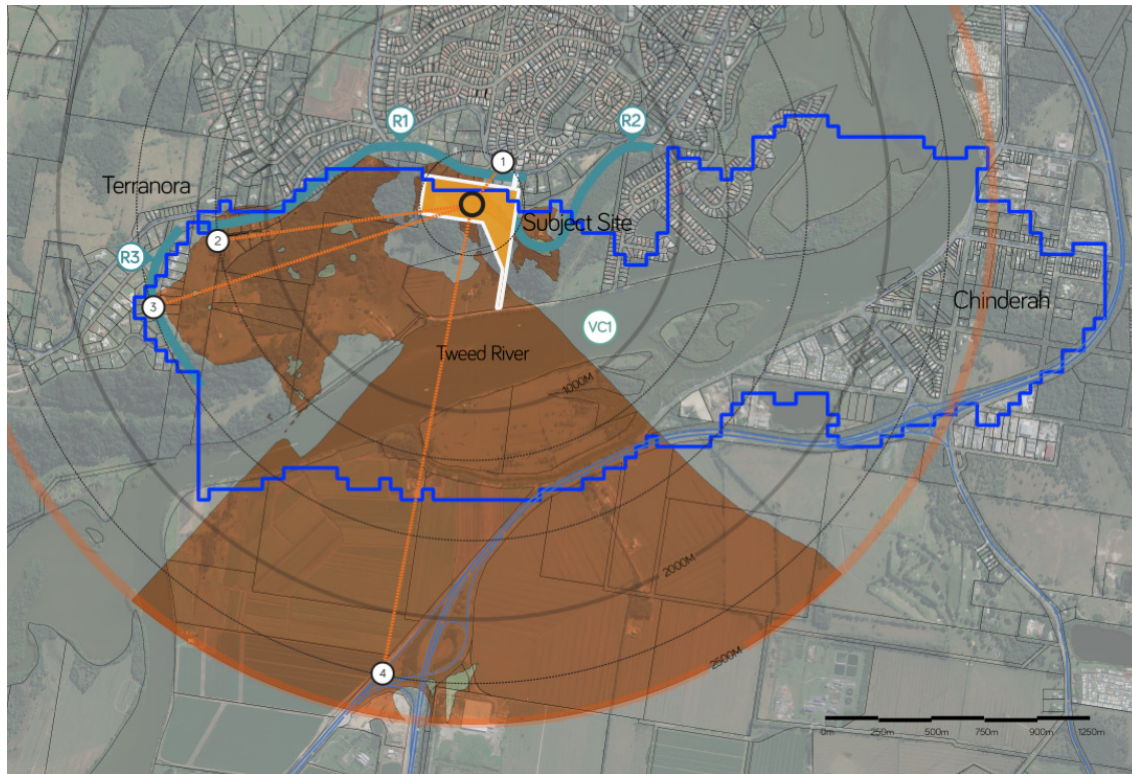 R1
R2
1
Terranora
Subject Site
2
R3
3
Chinderah
VC1
Tweed River
1000M
2000M
2500M
4
0m 250m 500m 750m 900m 1250m